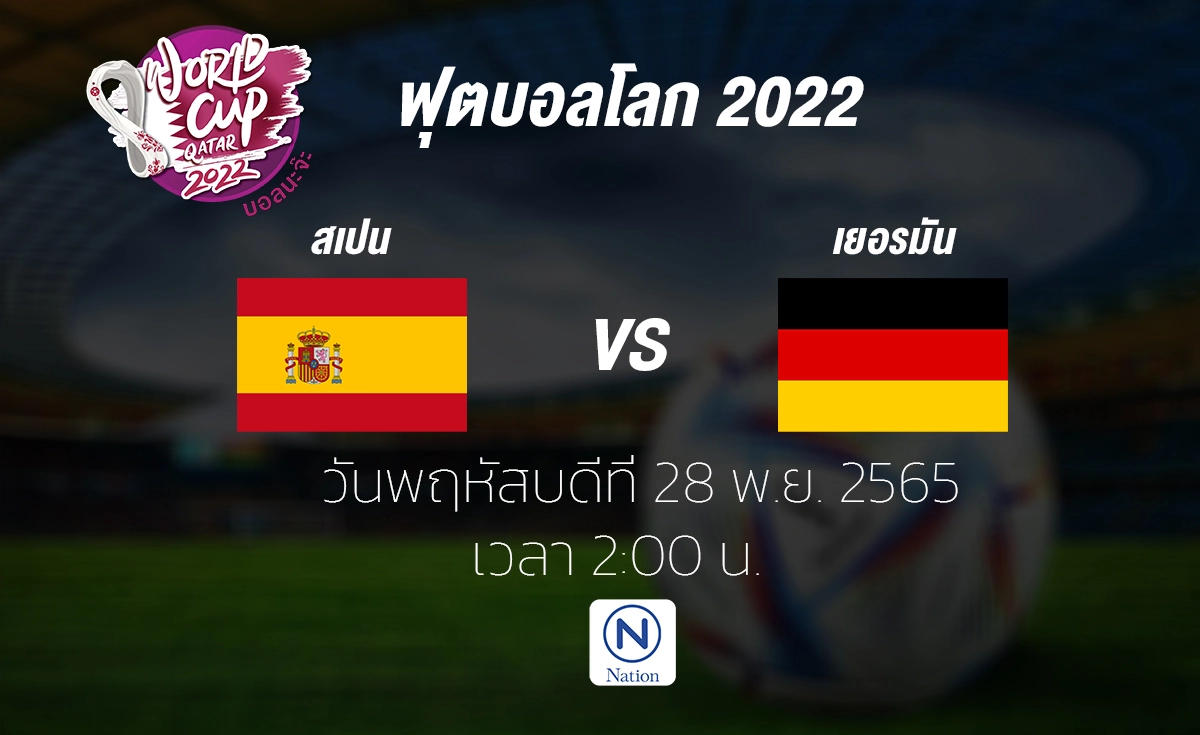 WORLD
CUP
QATAR
2022
บอลนะจ๊ะ
ฟุตบอลโลก 2022
สเปน
เยอรมัน
VS
วันพฤหัสบดีที่ 28 พ.ย. 2565
เวลา 2:00 น.
N
Nation